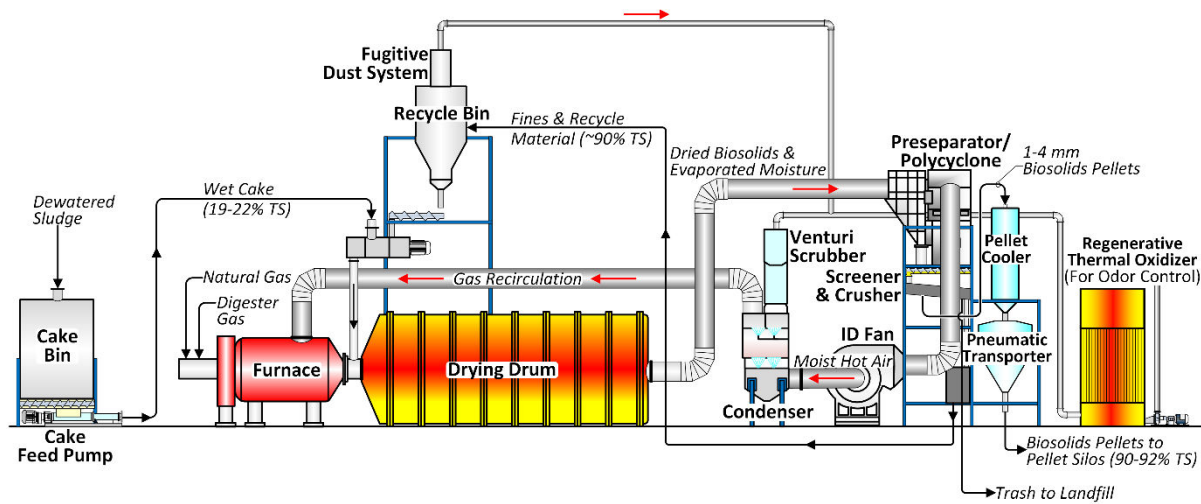 Fugitive
Dust System
Recycle Bin
Fines & Recycle
Material (~90% TS)
Dried Biosolids &
Evaporated Moisture
Preseparator/
Polycyclone
1-4 mm
Biosolids Pellets
Dewatered
Sludge
Wet Cake
(19-22% TS)
Natural Gas
Digester
Gas
Gas Recirculation
Venturi
Scrubber
Screener
& Crusher
Pellet
Cooler
Regenerative
Thermal Oxidizer
(For Odor Control)
Cake
Bin
Furnace
Drying Drum
ID Fan
Moist Hot Air
Pneumatic
Transporter
Condenser
Cake
Feed Pump
Biosolids Pellets to
Pellet Silos (90-92% TS)
Trash to Landfill